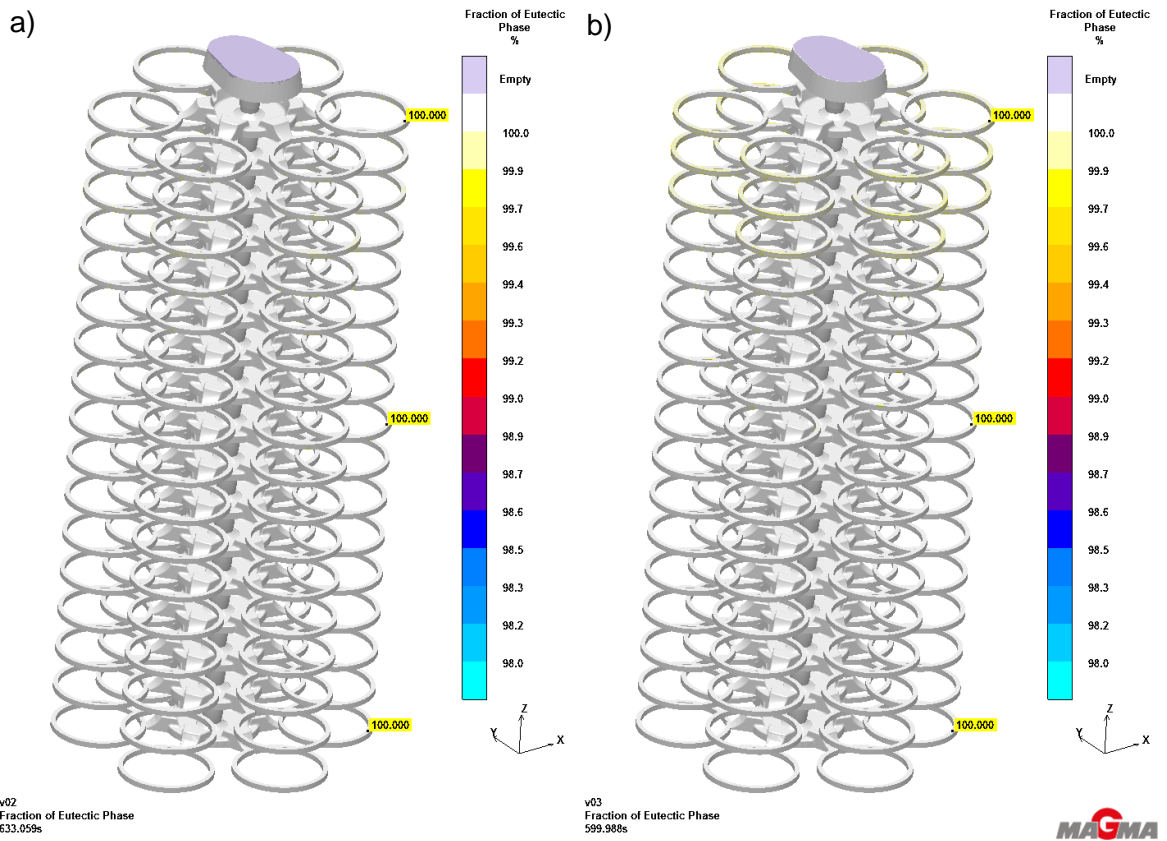 a)
Fraction of Eutectic
Phase
%
Empty
100.0
99.9
99.7
99.6
99.4
99.3
99.2
99.0
98.9
98.7
98.6
98.5
98.3
98.2
98.0
100.000
100.000
100.000
Z
Y
X
v02
Fraction of Eutectic Phase
633.059s
b)
Fraction of Eutectic
Phase
%
Empty
100.0
99.9
99.7
99.6
99.4
99.3
99.2
99.0
98.9
98.7
98.6
98.5
98.3
98.2
98.0
100.000
100.000
100.000
Z
Y
X
v03
Fraction of Eutectic Phase
599.988s
MAGMA